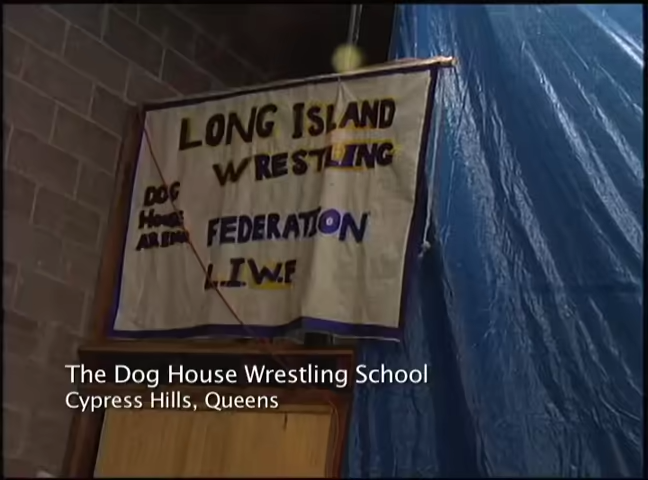 LONG ISLAND
WRESTLING
DOG
HOUSE
ARENA
FEDERATION
L.I.W.F
The Dog House Wrestling School
Cypress Hills, Queens